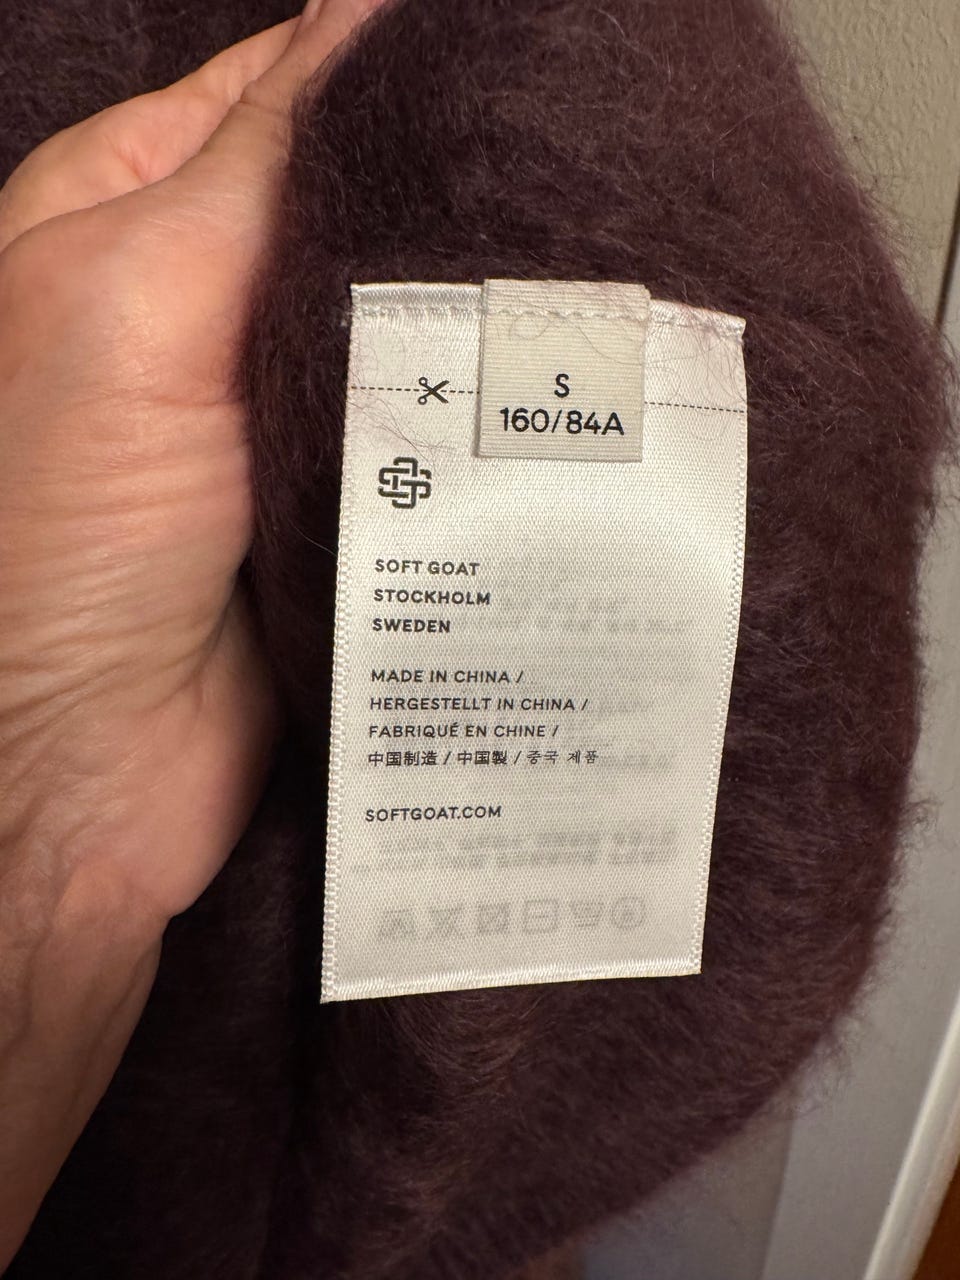 S
160/84A
SOFT GOAT
STOCKHOLM
SWEDEN
MADE IN CHINA /
HERGESTELLT IN CHINA /
FABRIQUÉ EN CHINE /
中国制造 / 中国製 / 중국 제품
SOFTGOAT.COM